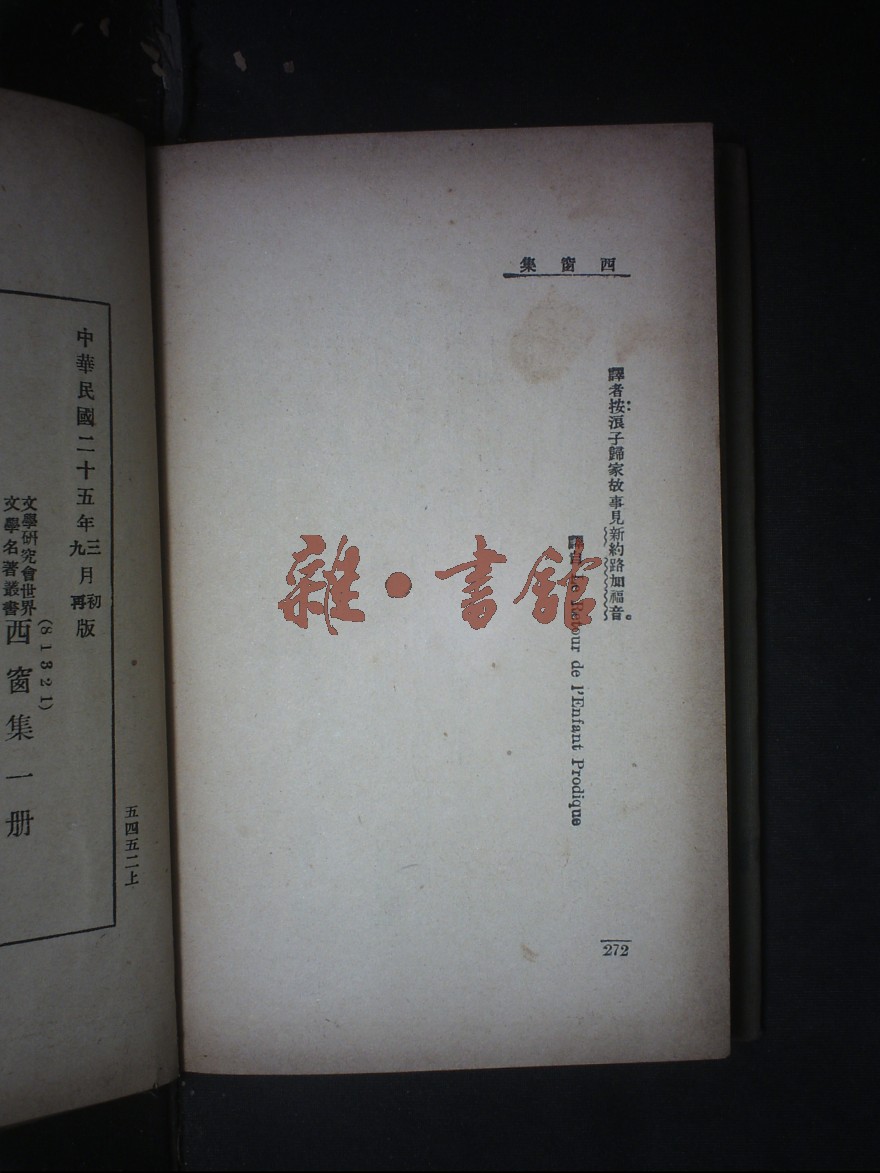 西窗集
譯者按：浪子歸家故事見新約路加福音。
譯自 Le Retour de l'Enfant Prodique
272
雜·書館
五四五二上
中華民國二十五年三月初版
九 再
(81321)
文學研究會世界
文學名著叢書
西窗集一册